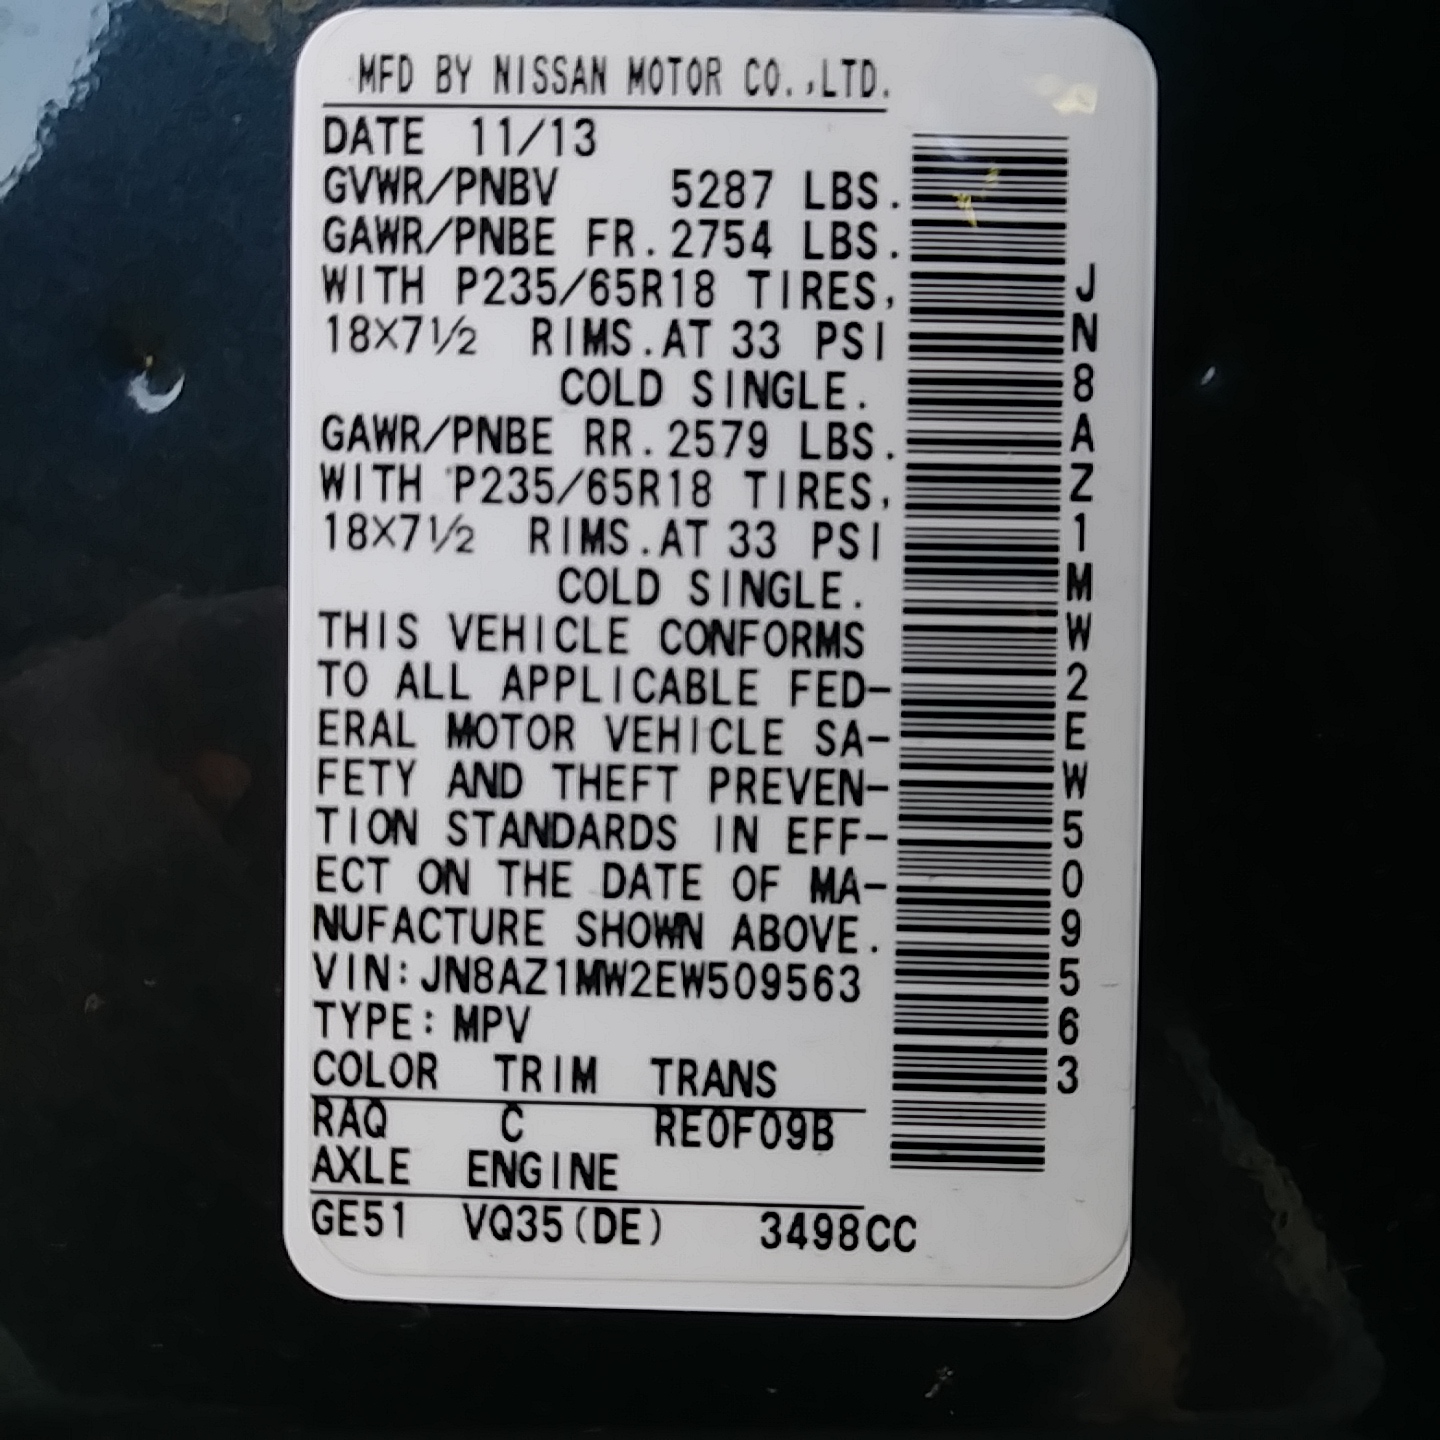 MFD BY NISSAN MOTOR CO.,LTD.
DATE 11/13
GVWR/PNBV 5287 LBS.
GAWR/PNBE FR.2754 LBS.
WITH P235/65R18 TIRES,
18X7½ RIMS.AT 33 PSI
COLD SINGLE.
GAWR/PNBE RR.2579 LBS.
WITH P235/65R18 TIRES,
18X7½ RIMS.AT 33 PSI
COLD SINGLE.
THIS VEHICLE CONFORMS
TO ALL APPLICABLE FED-
ERAL MOTOR VEHICLE SA-
FETY AND THEFT PREVEN-
TION STANDARDS IN EFF-
ECT ON THE DATE OF MA-
NUFACTURE SHOWN ABOVE.
VIN:JN8AZ1MW2EW509563
TYPE:MPV
COLOR TRIM TRANS
RAQ C RE0F09B
AXLE ENGINE
GE51 VQ35(DE) 3498CC
JN8AZ1MW2EW509563